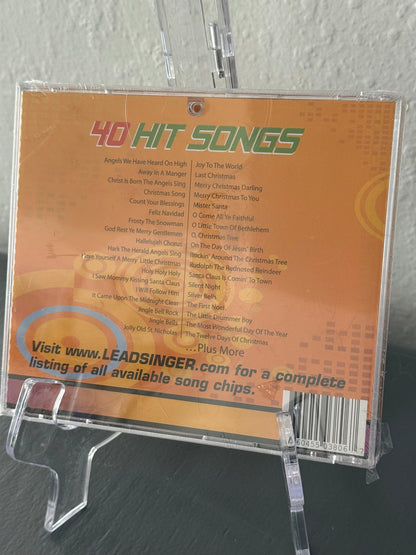 40 HIT SONGS
Angels We Have Heard On High
Away In A Manger
Christ Is Born The Angels Sing
Christmas Song
Count Your Blessings
Feliz Navidad
Frosty The Snowman
God Rest Ye Merry Gentlemen
Hallelujah Chorus
Hark The Herald Angels Sing
Have Yourself A Merry Little Christmas
Holy Holy Holy
I Saw Mommy Kissing Santa Claus
I Will Follow Him
It Came Upon The Midnight Clear
Jingle Bell Rock
Jingle Bells
Jolly Old St. Nicholas
Joy To The World
Last Christmas
Merry Christmas Darling
Merry Christmas To You
Mister Santa
O Come All Ye Faithful
O Little Town Of Bethlehem
O, Christmas Tree
On The Day Of Jesus' Birth
Rockin' Around The Christmas Tree
Rudolph The Rednosed Reindeer
Santa Claus Is Comin' To Town
Silent Night
Silver Bells
The First Noel
The Little Drummer Boy
The Most Wonderful Day Of The Year
The Twelve Days Of Christmas
...Plus More
Visit www.LEADSINGER.com for a complete
listing of all available song chips.